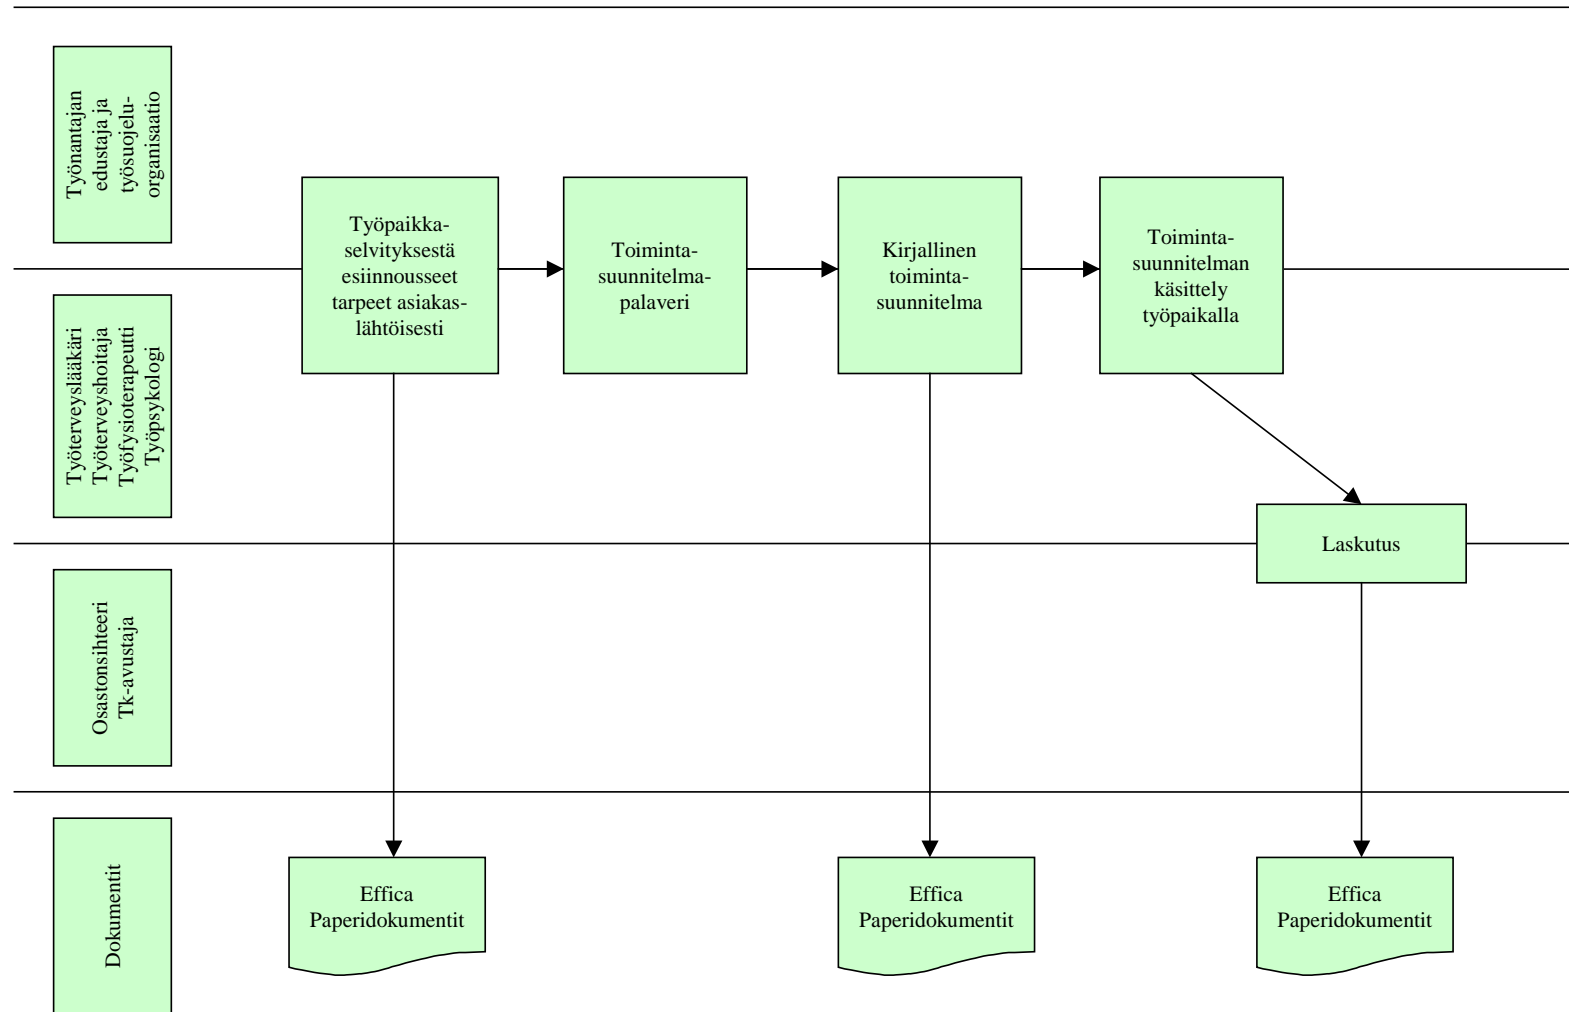 Työnantajan
edustaja ja
työsuojelu-
organisaatio
Työpaikka-
selvityksestä
esiinnousseet
tarpeet asiakas-
lähtöisesti
Toiminta-
suunnitelma-
palaveri
Kirjallinen
toiminta-
suunnitelma
Toiminta-
suunnitelman
käsittely
työpaikalla
Työterveyslääkäri
Työterveyshoitaja
Työfysioterapeutti
Työpsykologi
Laskutus
Osastonsihteeri
Tk-avustaja
Dokumentit
Effica
Paperidokumentit
Effica
Paperidokumentit
Effica
Paperidokumentit